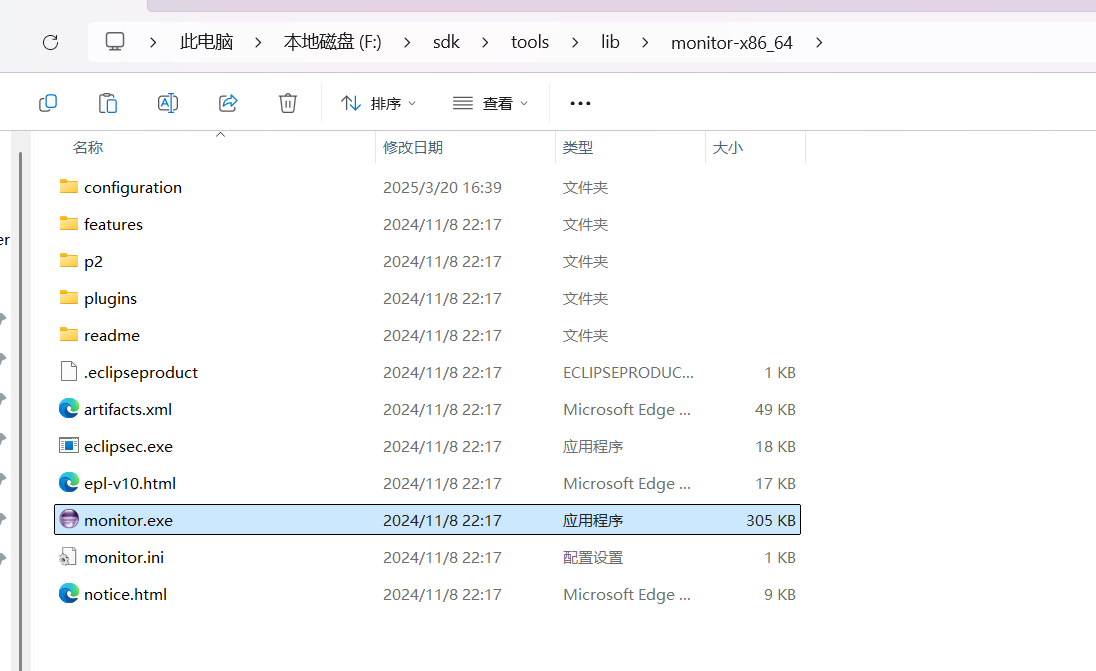 此电脑 > 本地磁盘 (F:) > sdk > tools > lib > monitor-x86_64 >
排序 查看
名称 修改日期 类型 大小
configuration 2025/3/20 16:39 文件夹
features 2024/11/8 22:17 文件夹
er
p2 2024/11/8 22:17 文件夹
plugins 2024/11/8 22:17 文件夹
readme 2024/11/8 22:17 文件夹
.eclipseproduct 2024/11/8 22:17 ECLIPSEPRODUC... 1 KB
artifacts.xml 2024/11/8 22:17 Microsoft Edge ... 49 KB
eclipsec.exe 2024/11/8 22:17 应用程序 18 KB
epl-v10.html 2024/11/8 22:17 Microsoft Edge ... 17 KB
monitor.exe 2024/11/8 22:17 应用程序 305 KB
monitor.ini 2024/11/8 22:17 配置设置 1 KB
notice.html 2024/11/8 22:17 Microsoft Edge ... 9 KB